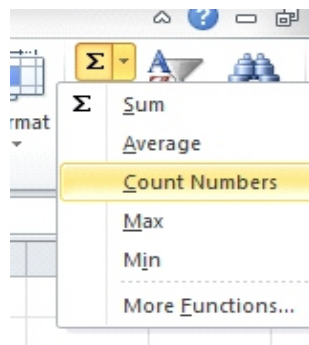 Σ
A
rmat
Σ Sum
Average
Count Numbers
Max
Min
More Functions...